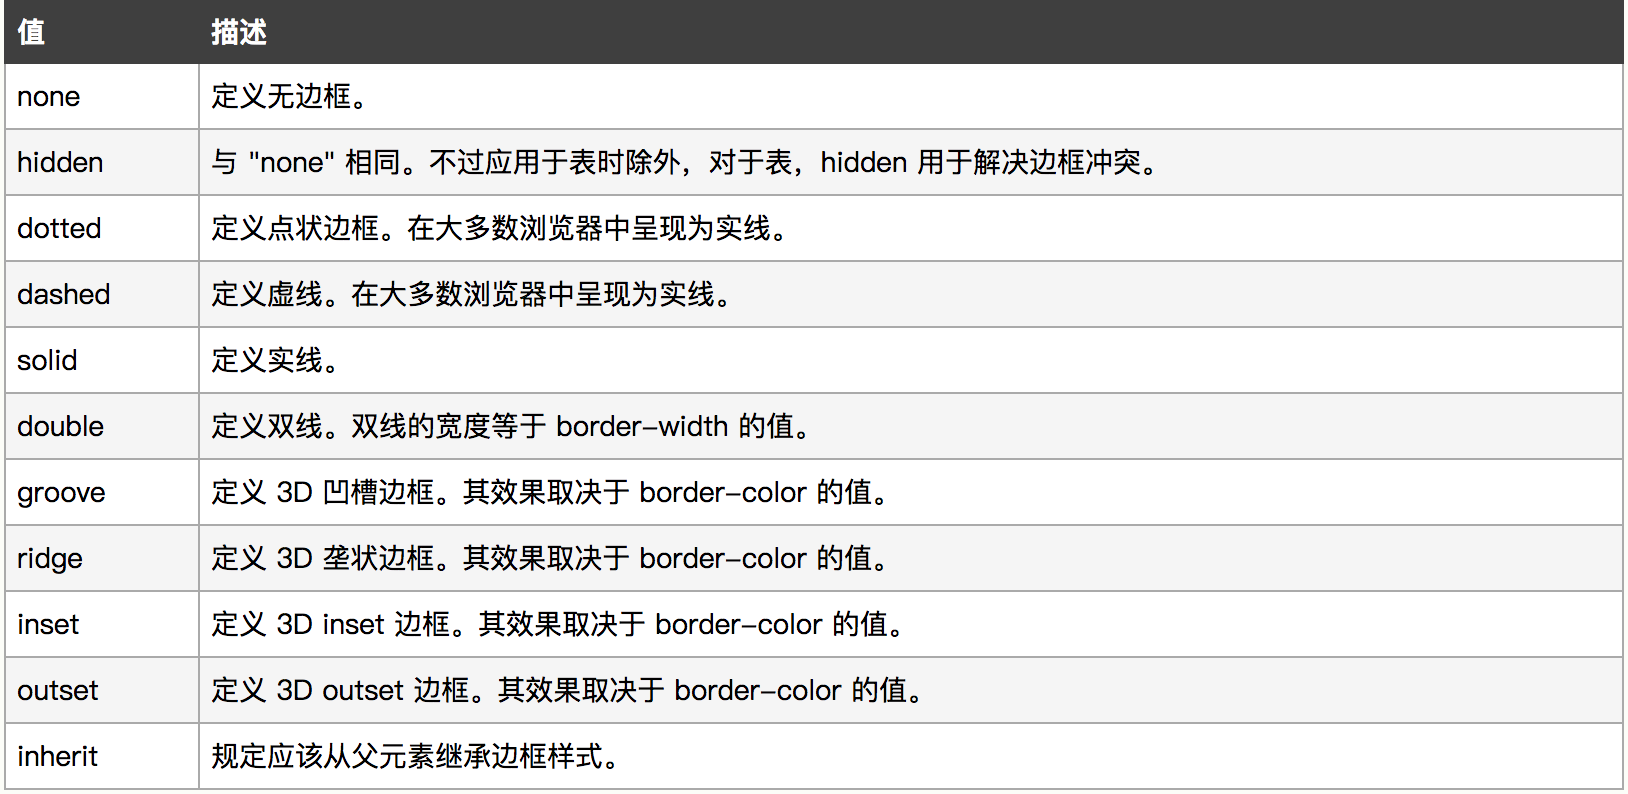 值 描述
none 定义无边框。
hidden 与 "none" 相同。不过应用于表时除外，对于表，hidden 用于解决边框冲突。
dotted 定义点状边框。在大多数浏览器中呈现为实线。
dashed 定义虚线。在大多数浏览器中呈现为实线。
solid 定义实线。
double 定义双线。双线的宽度等于 border-width 的值。
groove 定义 3D 凹槽边框。其效果取决于 border-color 的值。
ridge 定义 3D 垄状边框。其效果取决于 border-color 的值。
inset 定义 3D inset 边框。其效果取决于 border-color 的值。
outset 定义 3D outset 边框。其效果取决于 border-color 的值。
inherit 规定应该从父元素继承边框样式。